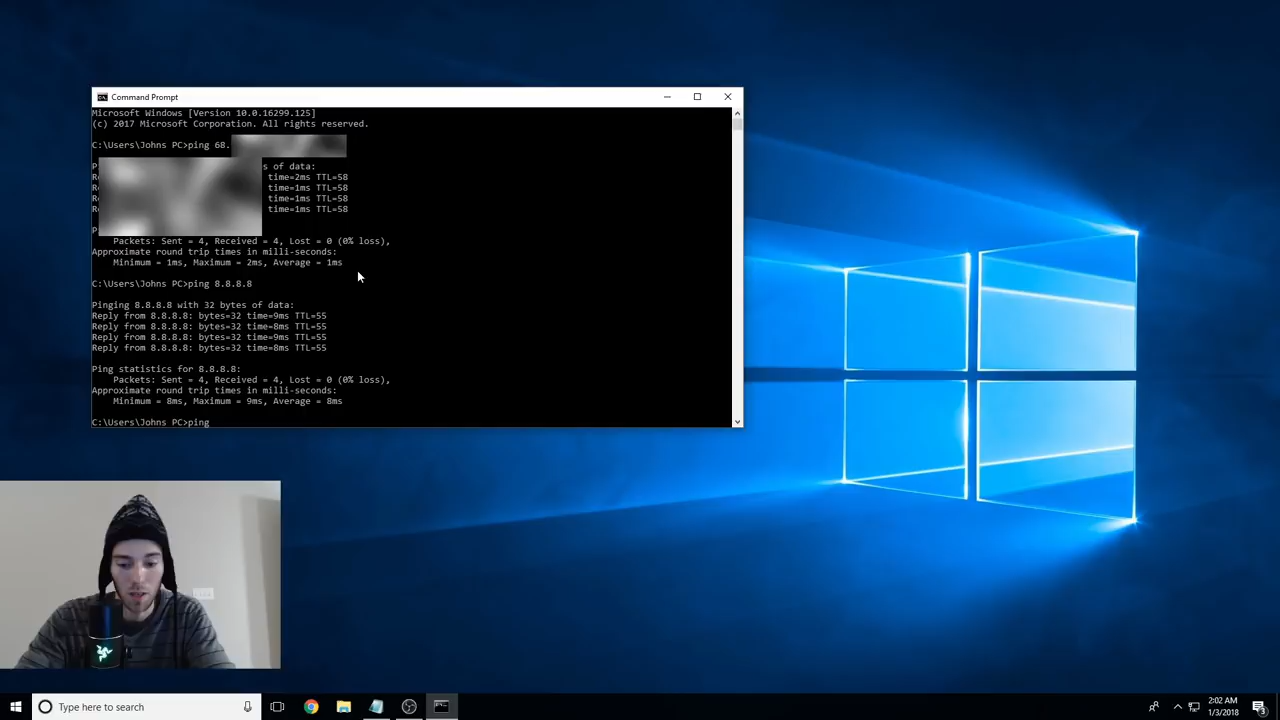 Command Prompt
Microsoft Windows [Version 10.0.16299.125]
(c) 2017 Microsoft Corporation. All rights reserved.
C:\Users\Johns PC>ping 68.
s of data:
time=2ms TTL=58
time=1ms TTL=58
time=1ms TTL=58
time=1ms TTL=58
Packets: Sent = 4, Received = 4, Lost = 0 (0% loss),
Approximate round trip times in milli-seconds:
Minimum = 1ms, Maximum = 2ms, Average = 1ms
C:\Users\Johns PC>ping 8.8.8.8
Pinging 8.8.8.8 with 32 bytes of data:
Reply from 8.8.8.8: bytes=32 time=9ms TTL=55
Reply from 8.8.8.8: bytes=32 time=8ms TTL=55
Reply from 8.8.8.8: bytes=32 time=9ms TTL=55
Reply from 8.8.8.8: bytes=32 time=8ms TTL=55
Ping statistics for 8.8.8.8:
Packets: Sent = 4, Received = 4, Lost = 0 (0% loss),
Approximate round trip times in milli-seconds:
Minimum = 8ms, Maximum = 9ms, Average = 8ms
C:\Users\Johns PC>ping
Type here to search
2:02 AM
1/3/2018